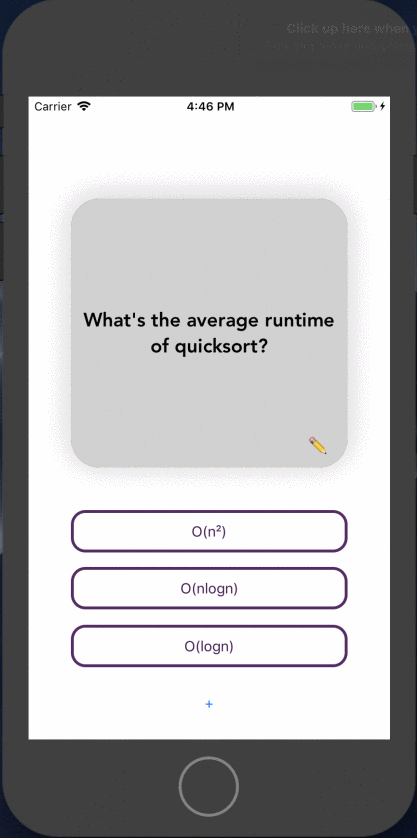 Click up here when
Carrier
4:46 PM
What's the average runtime
of quicksort?
O(n²)
O(nlogn)
O(logn)
+